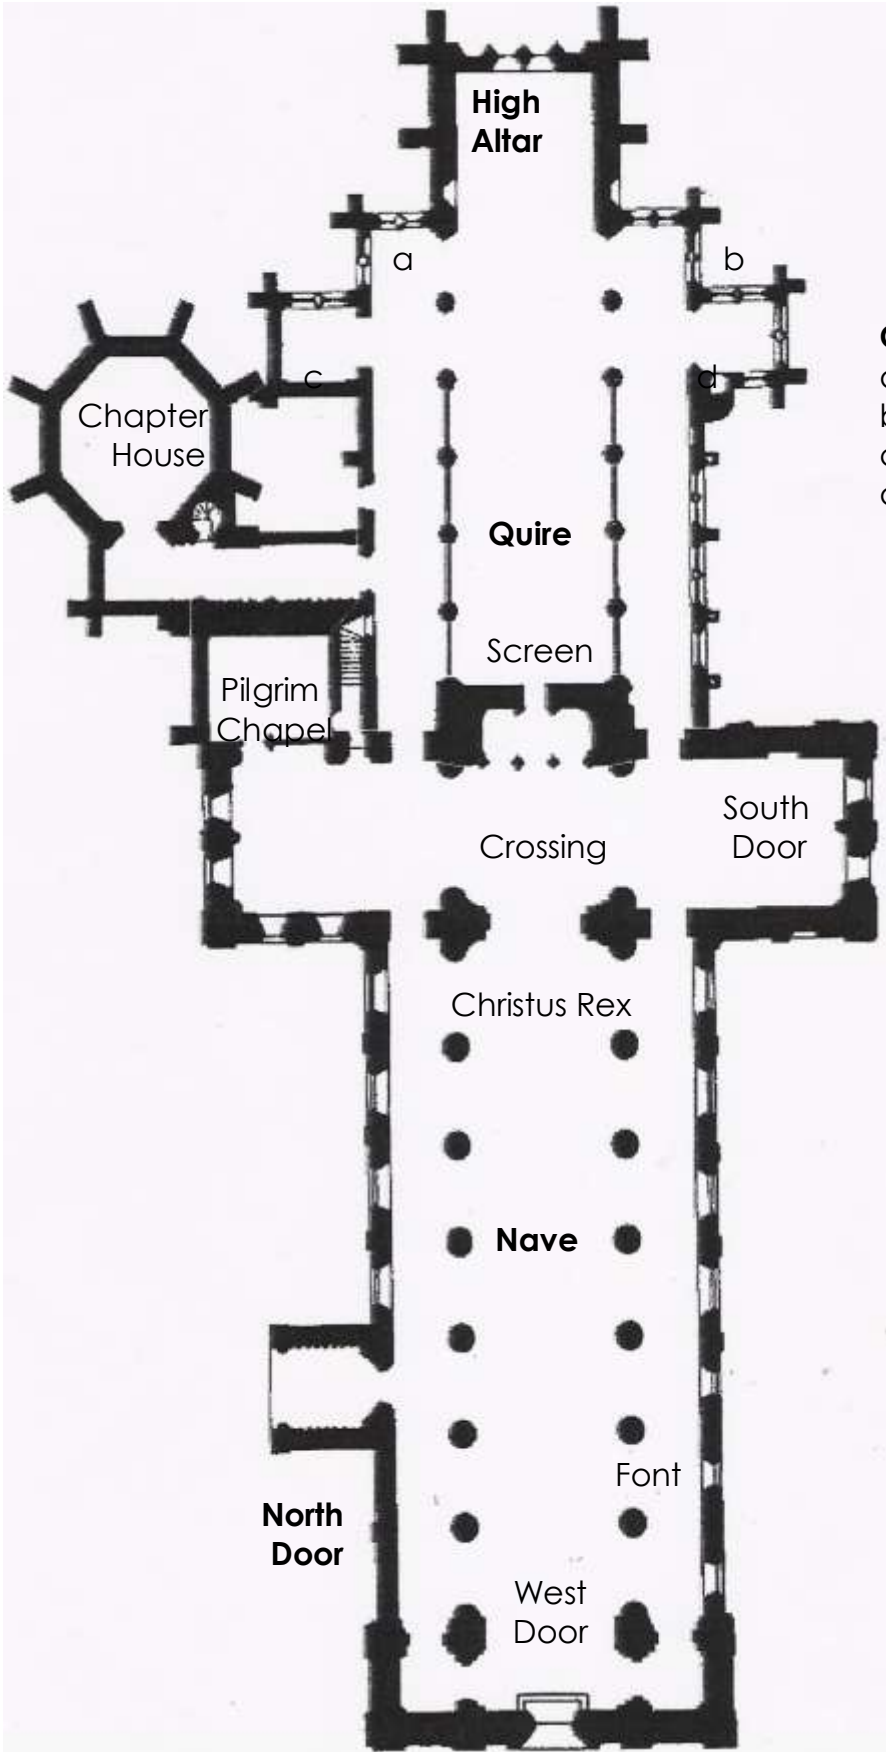 High
Altar
a
b
c
d
Chapter
House
Quire
Screen
Pilgrim
Chapel
South
Door
Crossing
Christus Rex
Nave
Font
North
Door
West
Door